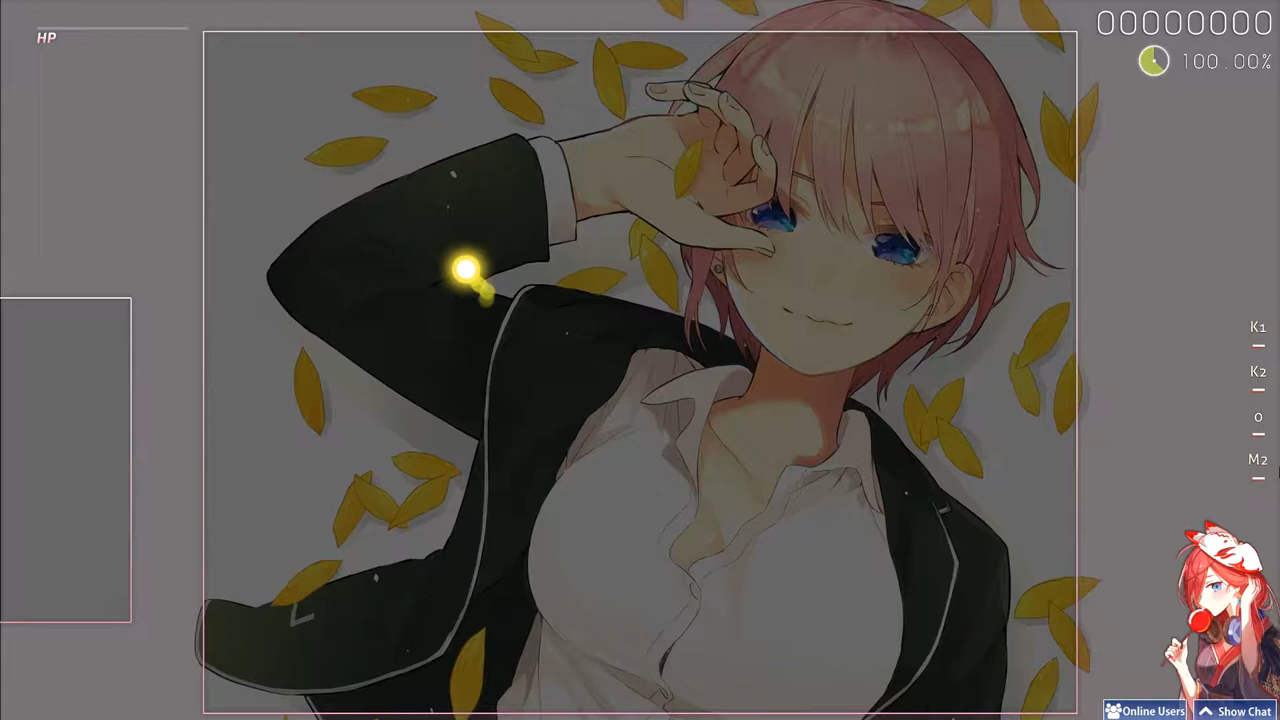 HP
00000000
100.00%
K1
K2
0
M2
Online Users
Show Chat